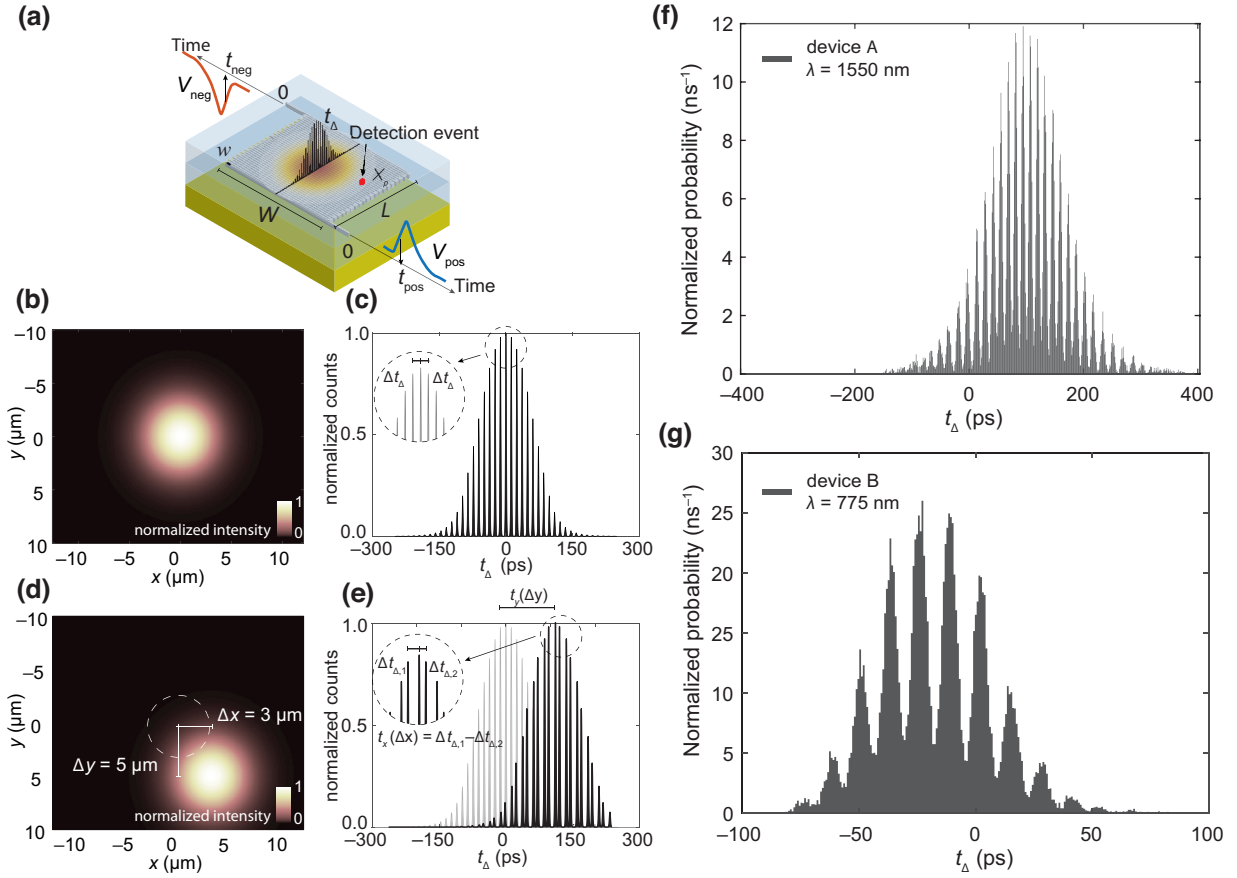 (a)
Time
t_neg
V_neg
0
t_Δ
Detection event
w
X_p
W
L
0
V_pos
t_pos
Time
(b)
−10
−5
0
5
10
y (µm)
normalized intensity
1
0
−10 −5 0 5 10
x (µm)
(c)
1.0
0.5
0.0
normalized counts
Δt_Δ Δt_Δ
−300 −150 0 150 300
t_Δ (ps)
(d)
−10
−5
0
5
10
y (µm)
Δx = 3 µm
Δy = 5 µm
normalized intensity
1
0
−10 −5 0 5 10
x (µm)
(e)
t_y(Δy)
1.0
0.5
0.0
normalized counts
Δt_Δ,1 Δt_Δ,2
t_x (Δx) = Δt_Δ,1−Δt_Δ,2
−300 −150 0 150 300
t_Δ (ps)
(f)
12
10
8
6
4
2
0
Normalized probability (ns⁻¹)
device A
λ = 1550 nm
−400 −200 0 200 400
t_Δ (ps)
(g)
30
25
20
15
10
5
0
Normalized probability (ns⁻¹)
device B
λ = 775 nm
−100 −50 0 50 100
t_Δ (ps)